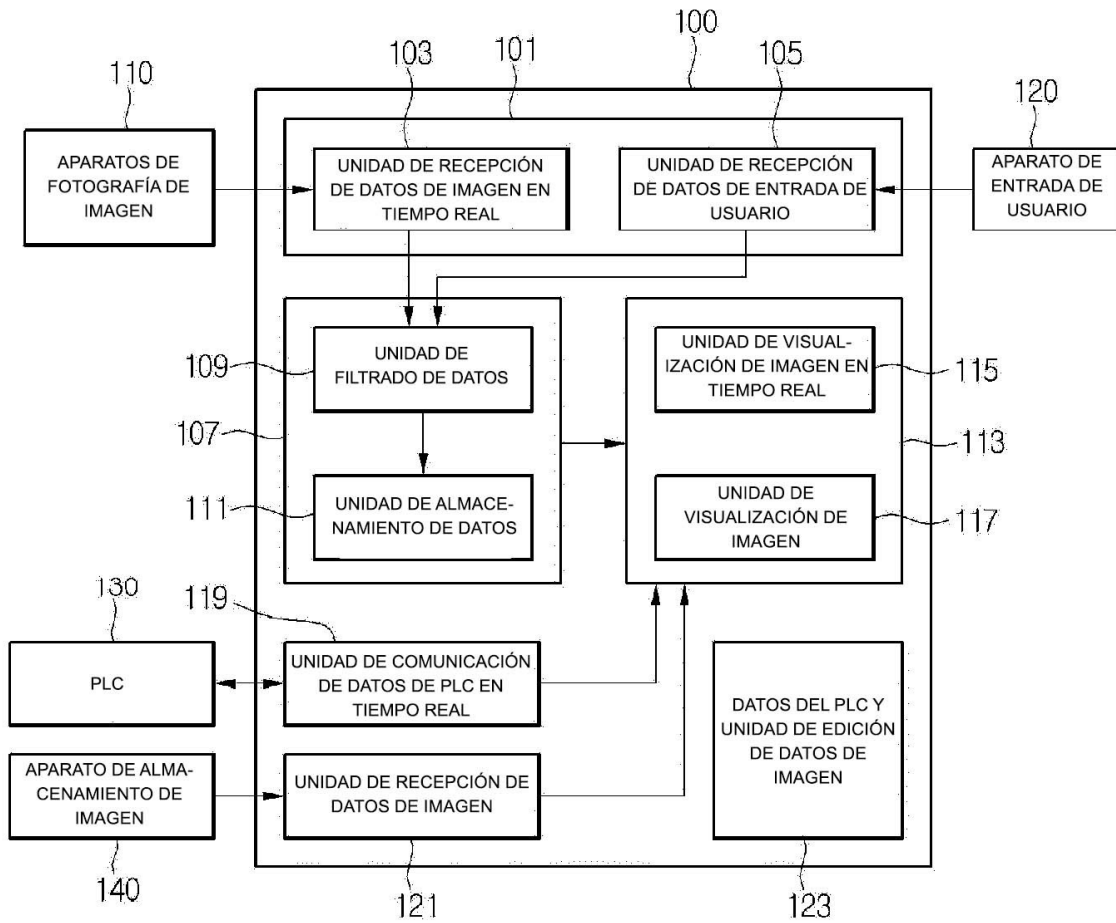 100
103
101
105
110
120
APARATOS DE
FOTOGRAFÍA DE
IMAGEN
UNIDAD DE RECEPCIÓN
DE DATOS DE IMAGEN EN
TIEMPO REAL
UNIDAD DE RECEPCIÓN
DE DATOS DE ENTRADA DE
USUARIO
APARATO DE
ENTRADA DE
USUARIO
109
UNIDAD DE
FILTRADO DE DATOS
UNIDAD DE VISUAL-
IZACIÓN DE IMAGEN EN
TIEMPO REAL
115
107
113
111
UNIDAD DE ALMACE-
NAMIENTO DE DATOS
UNIDAD DE
VISUALIZACIÓN DE
IMAGEN
117
130
119
PLC
UNIDAD DE COMUNICACIÓN
DE DATOS DE PLC EN
TIEMPO REAL
DATOS DEL PLC Y
UNIDAD DE EDICIÓN
DE DATOS DE
IMAGEN
APARATO DE ALMA-
CENAMIENTO DE
IMAGEN
UNIDAD DE RECEPCIÓN DE
DATOS DE IMAGEN
140
121
123